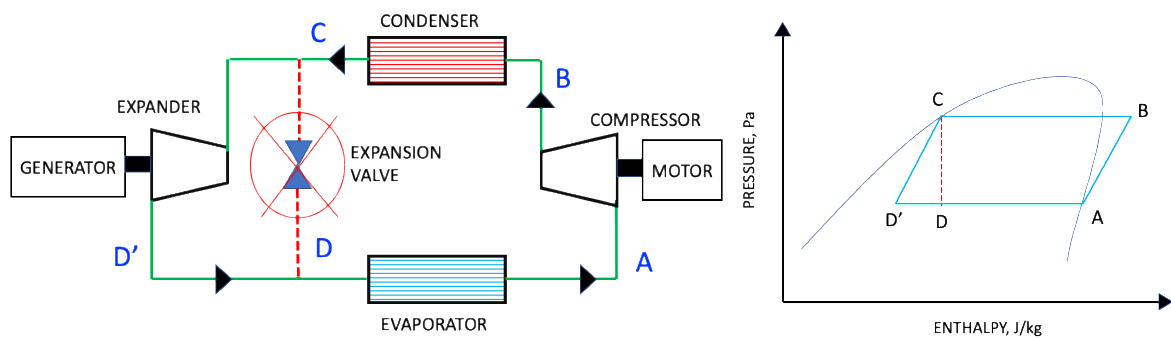 CONDENSER
C
B
EXPANDER
COMPRESSOR
GENERATOR
EXPANSION
VALVE
MOTOR
D’
D
A
EVAPORATOR
PRESSURE, Pa
C
B
D’
D
A
ENTHALPY, J/kg